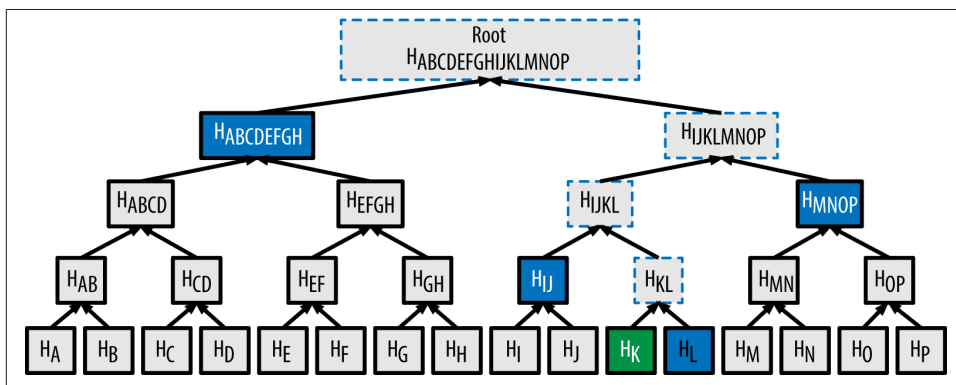 Root
HABCDEFGHIJKLMNOP
HABCDEFGH HIJKLMNOP
HABCD HEFGH HIJKL HMNOP
HAB HCD HEF HGH HIJ HKL HMN HOP
HA HB HC HD HE HF HG HH HI HJ HK HL HM HN HO HP